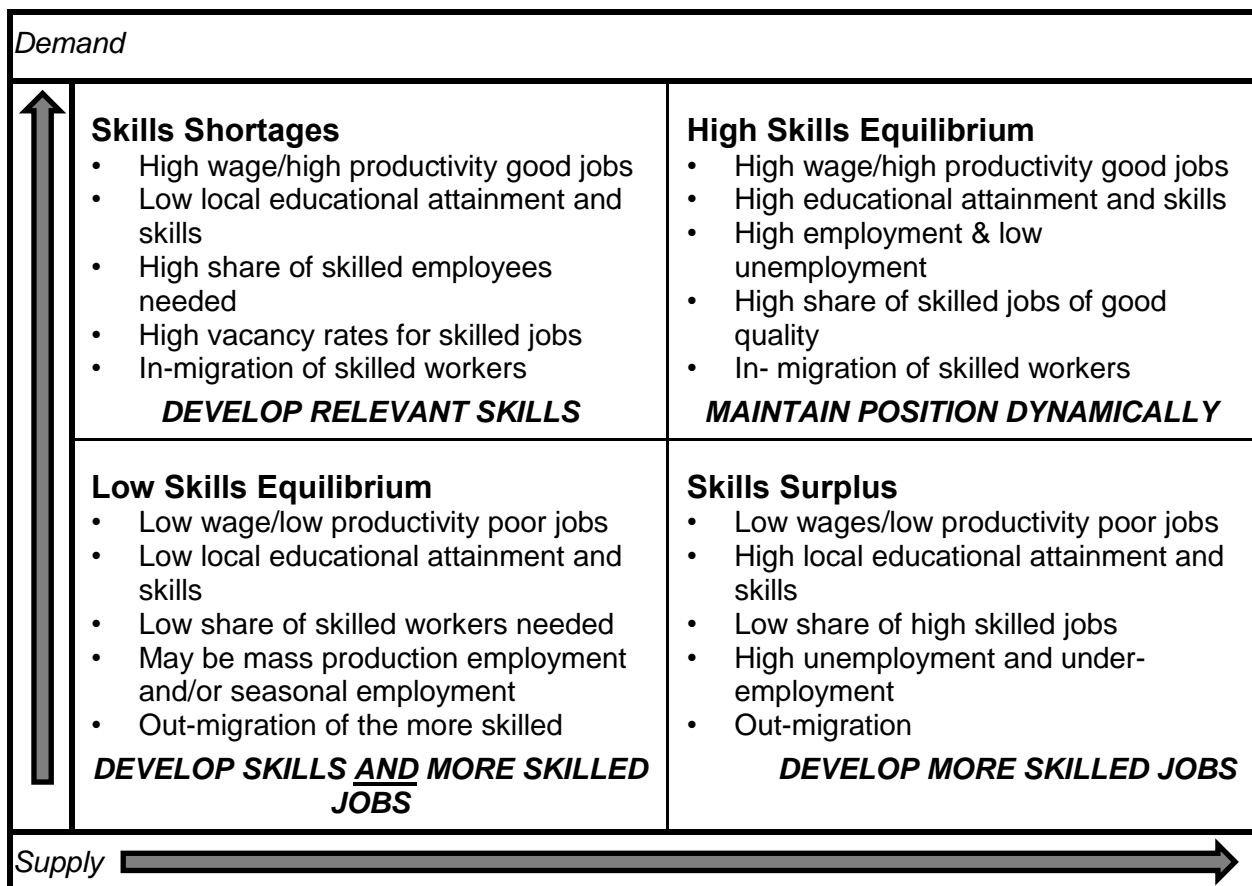 Demand
Skills Shortages
• High wage/high productivity good jobs
• Low local educational attainment and
skills
• High share of skilled employees
needed
• High vacancy rates for skilled jobs
• In-migration of skilled workers
DEVELOP RELEVANT SKILLS
High Skills Equilibrium
• High wage/high productivity good jobs
• High educational attainment and skills
• High employment & low
unemployment
• High share of skilled jobs of good
quality
• In- migration of skilled workers
MAINTAIN POSITION DYNAMICALLY
Low Skills Equilibrium
• Low wage/low productivity poor jobs
• Low local educational attainment and
skills
• Low share of skilled workers needed
• May be mass production employment
and/or seasonal employment
• Out-migration of the more skilled
DEVELOP SKILLS AND MORE SKILLED
JOBS
Skills Surplus
• Low wages/low productivity poor jobs
• High local educational attainment and
skills
• Low share of high skilled jobs
• High unemployment and under-
employment
• Out-migration
DEVELOP MORE SKILLED JOBS
Supply